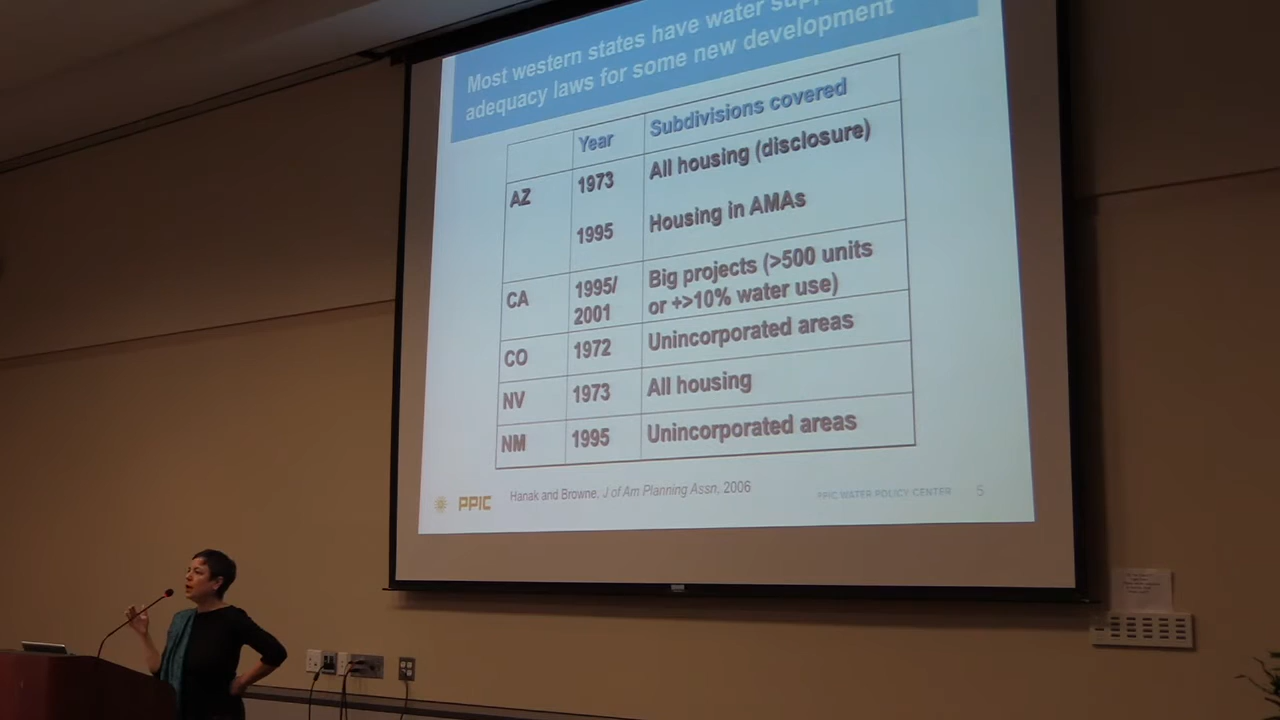 Most western states have water
adequacy laws for some new development
Year Subdivisions covered
AZ 1973 All housing (disclosure)
1995 Housing in AMAs
CA 1995/ Big projects (>500 units
2001 or +>10% water use)
CO 1972 Unincorporated areas
NV 1973 All housing
NM 1995 Unincorporated areas
PPIC Hanak and Browne, J of Am Planning Assn, 2006 PPIC WATER POLICY CENTER 5